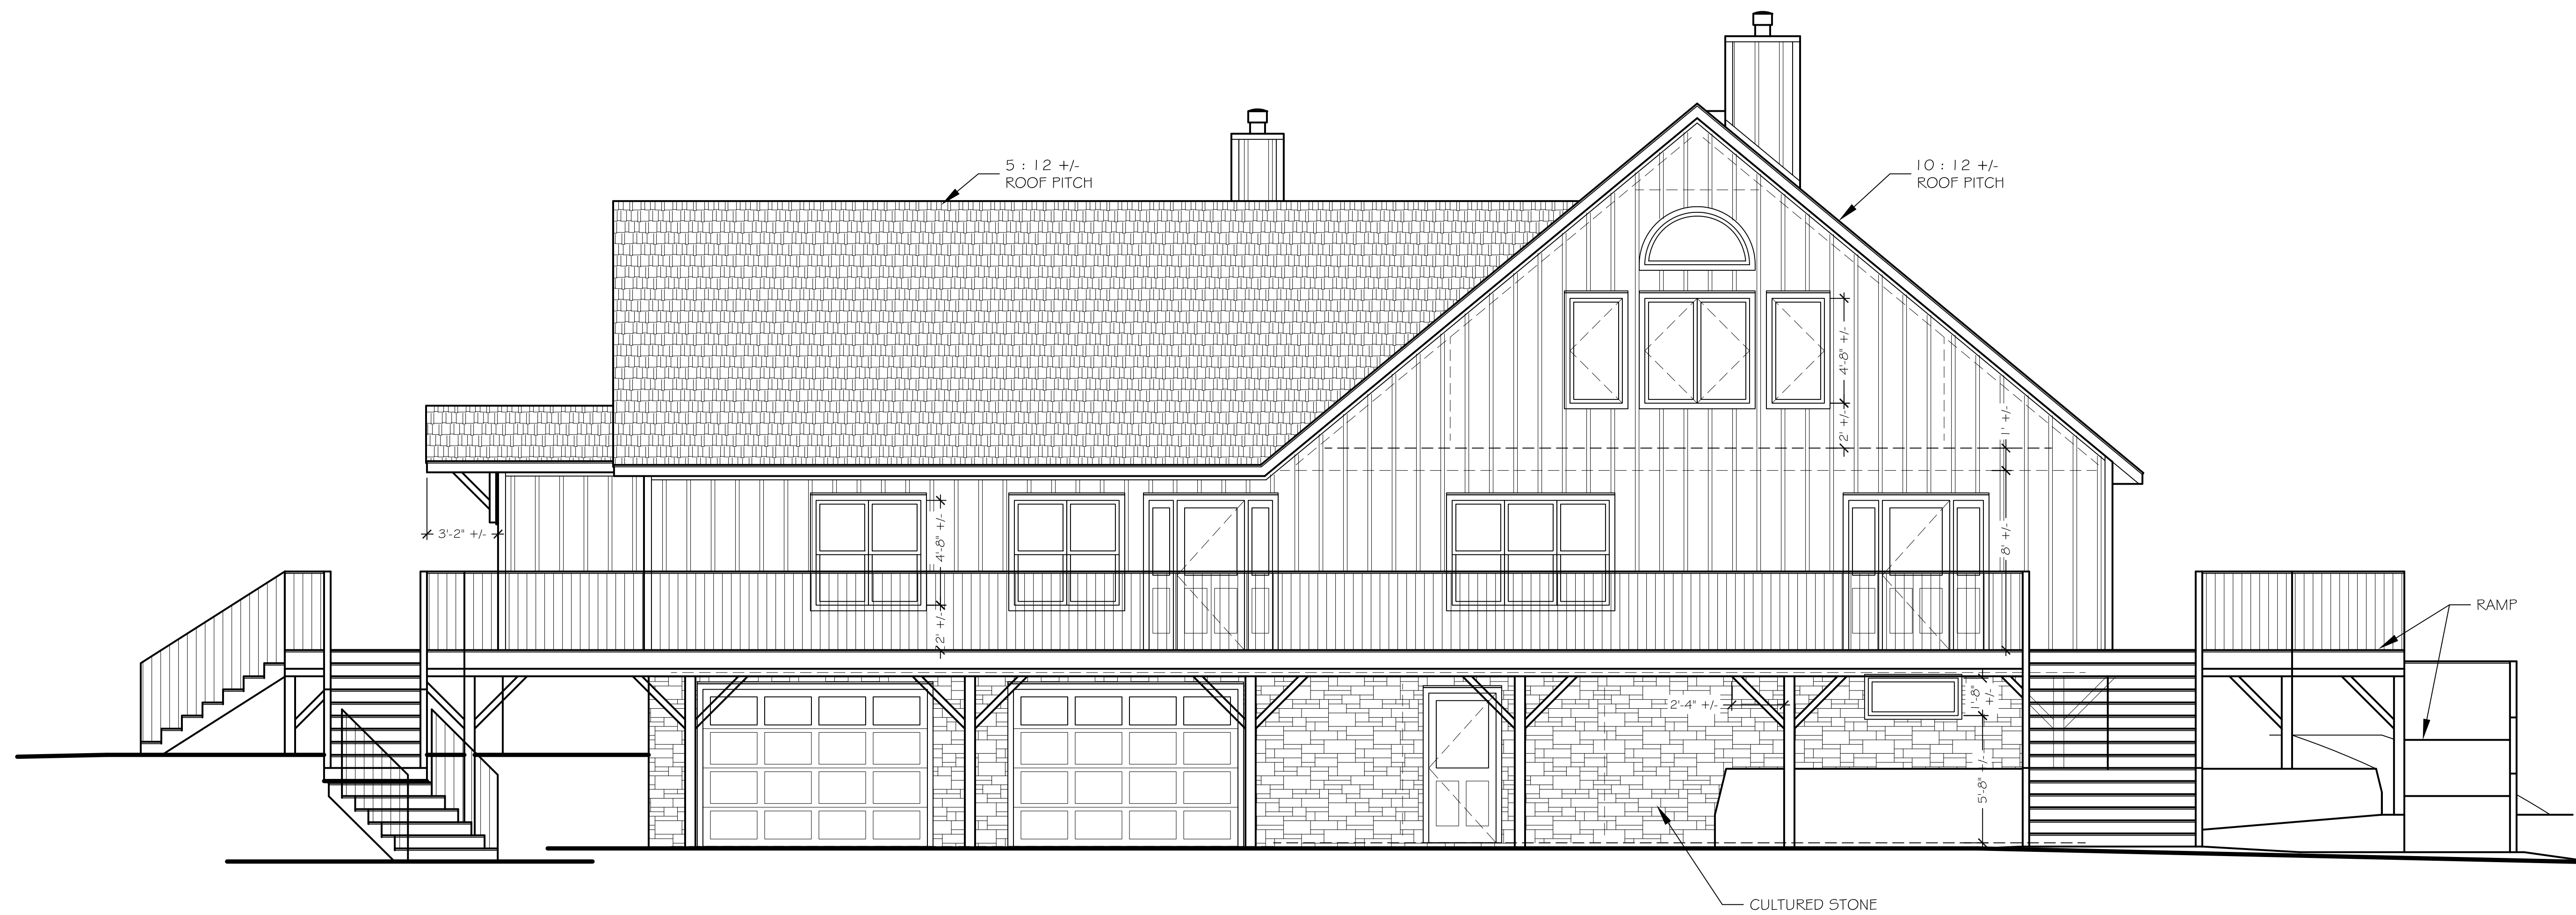 5 : 12 +/-
ROOF PITCH
10 : 12 +/-
ROOF PITCH
4'-8" +/-
2' +/-
1' +/-
8' +/-
3'-2" +/-
4'-8" +/-
2' +/-
RAMP
2'-4" +/-
1'-8"
+/-
5'-8" +/-
CULTURED STONE